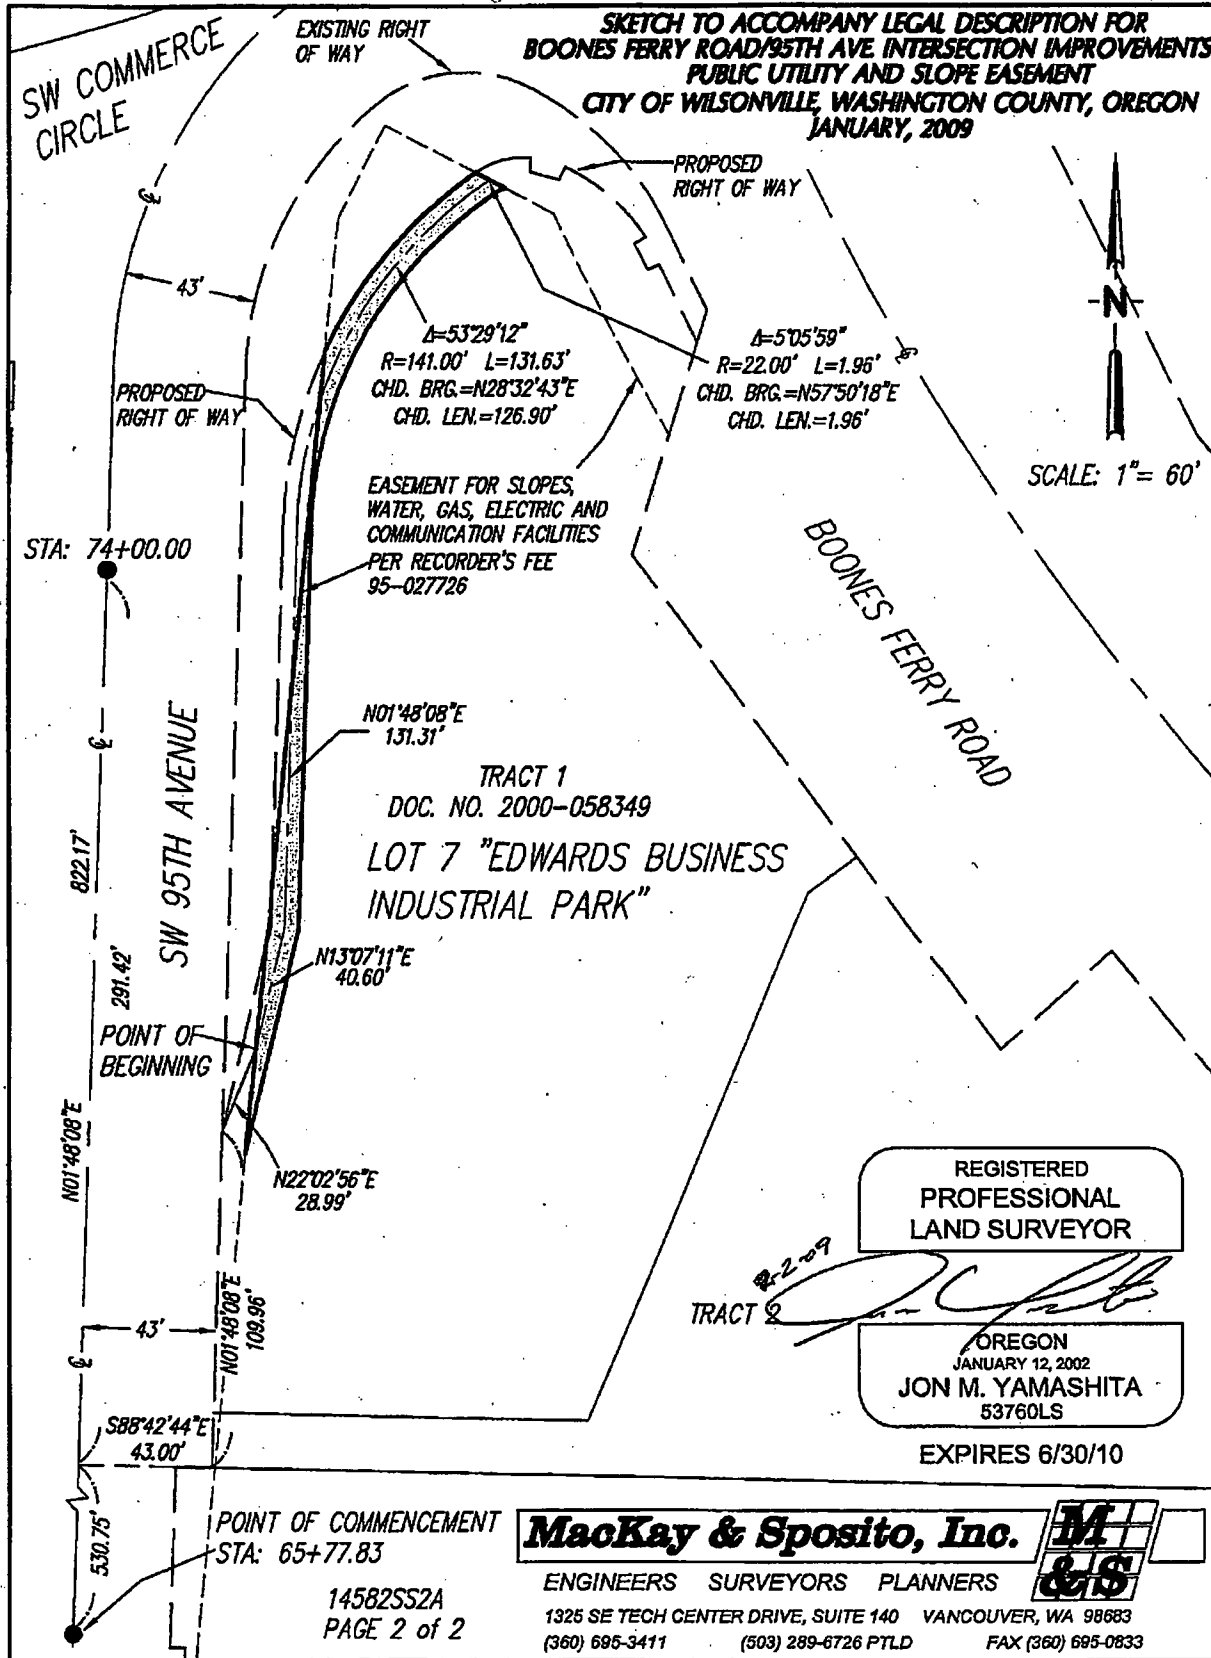 SKETCH TO ACCOMPANY LEGAL DESCRIPTION FOR
BOONES FERRY ROAD/95TH AVE INTERSECTION IMPROVEMENTS
PUBLIC UTILITY AND SLOPE EASEMENT
CITY OF WILSONVILLE, WASHINGTON COUNTY, OREGON
JANUARY, 2009
SW COMMERCE
CIRCLE
EXISTING RIGHT
OF WAY
PROPOSED
RIGHT OF WAY
43'
N
SCALE: 1"= 60'
Δ=53°29'12"
R=141.00' L=131.63'
CHD. BRG.=N28°32'43"E
CHD. LEN.=126.90'
Δ=5°05'59"
R=22.00' L=1.96'
CHD. BRG.=N57°50'18"E
CHD. LEN.=1.96'
PROPOSED
RIGHT OF WAY
EASEMENT FOR SLOPES,
WATER, GAS, ELECTRIC AND
COMMUNICATION FACILITIES
PER RECORDER'S FEE
95-027726
STA: 74+00.00
BOONES FERRY ROAD
N01°48'08"E
131.31'
SW 95TH AVENUE
822.17'
291.42'
TRACT 1
DOC. NO. 2000-058349
LOT 7 "EDWARDS BUSINESS
INDUSTRIAL PARK"
N13°07'11"E
40.60'
POINT OF
BEGINNING
N01°48'08"E
N22°02'56"E
28.99'
N01°48'08"E
109.96'
43'
S88°42'44"E
43.00'
530.75'
TRACT 2
2-2-09
REGISTERED
PROFESSIONAL
LAND SURVEYOR
OREGON
JANUARY 12, 2002
JON M. YAMASHITA
53760LS
EXPIRES 6/30/10
POINT OF COMMENCEMENT
STA: 65+77.83
14582SS2A
PAGE 2 of 2
MacKay & Sposito, Inc.
M
&S
ENGINEERS SURVEYORS PLANNERS
1325 SE TECH CENTER DRIVE, SUITE 140 VANCOUVER, WA 98683
(360) 695-3411 (503) 289-6726 PTLD FAX (360) 695-0833